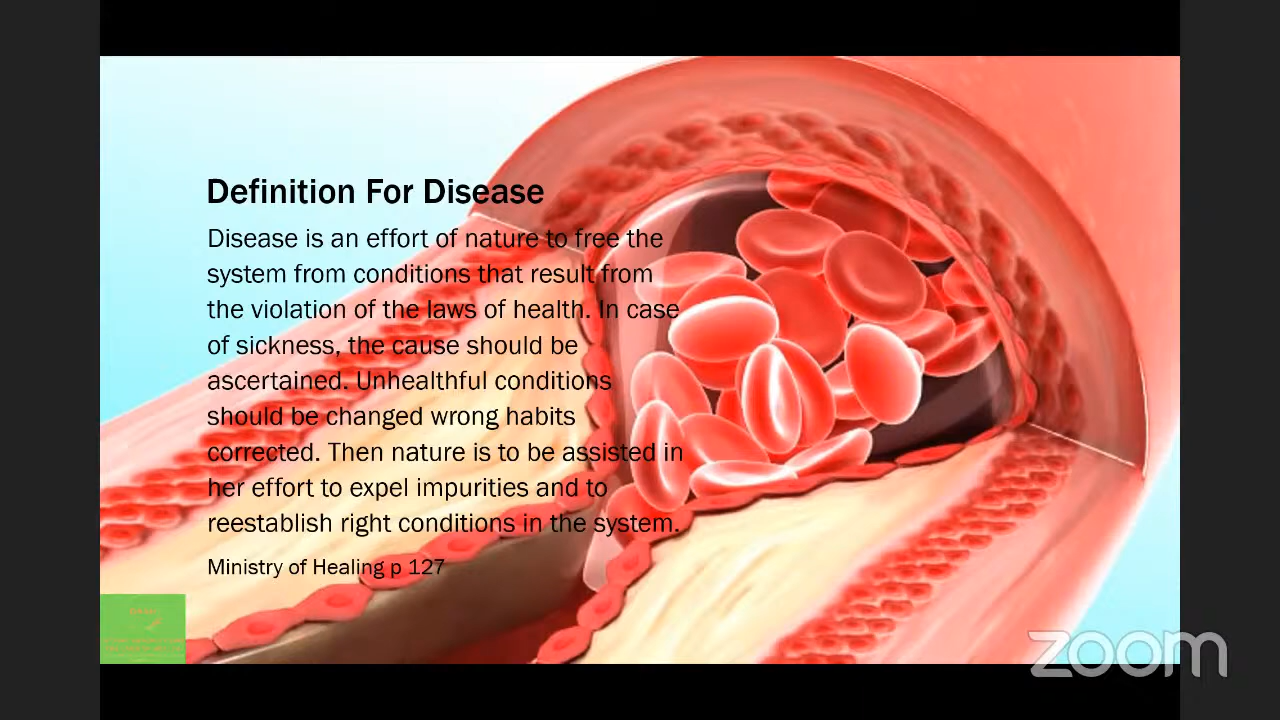 Definition For Disease
Disease is an effort of nature to free the
system from conditions that result from
the violation of the laws of health. In case
of sickness, the cause should be
ascertained. Unhealthful conditions
should be changed wrong habits
corrected. Then nature is to be assisted in
her effort to expel impurities and to
reestablish right conditions in the system.
Ministry of Healing p 127
zoom